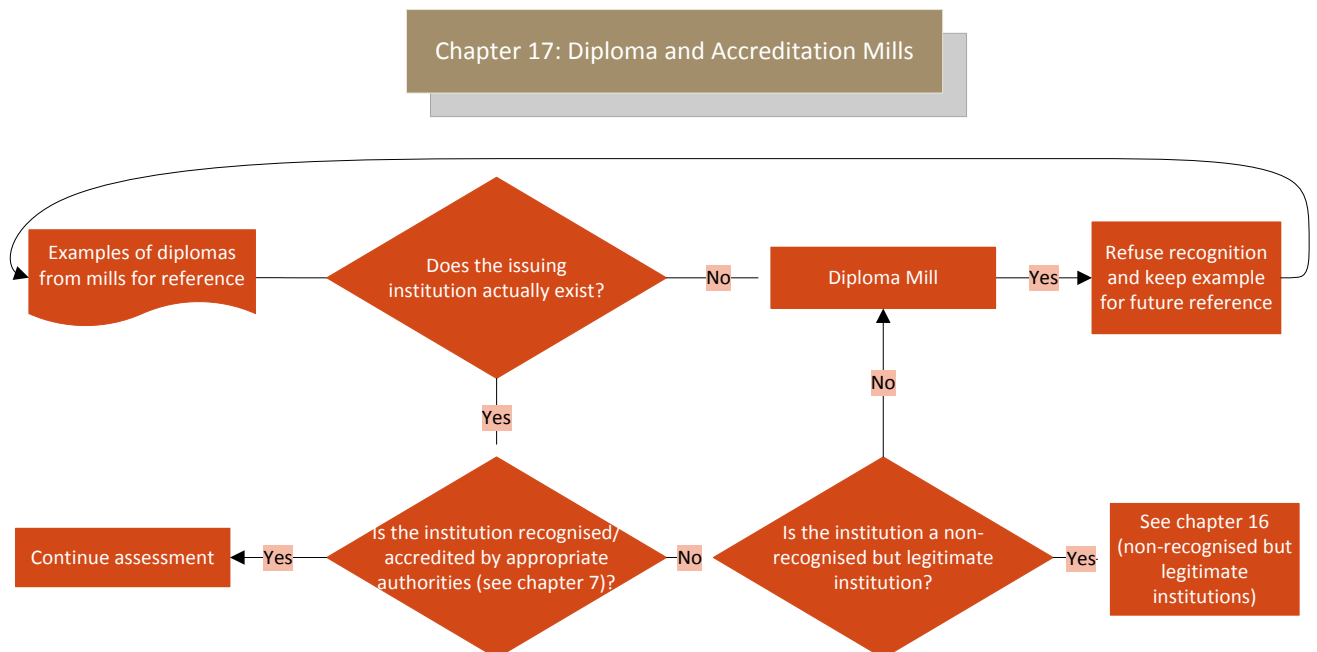 Chapter 17: Diploma and Accreditation Mills
Examples of diplomas
from mills for reference
Does the issuing
institution actually exist?
No
Diploma Mill
Yes
Refuse recognition
and keep example
for future reference
Yes
No
Continue assessment
Yes
Is the institution recognised/
accredited by appropriate
authorities (see chapter 7)?
No
Is the institution a non-
recognised but legitimate
institution?
Yes
See chapter 16
(non-recognised but
legitimate
institutions)